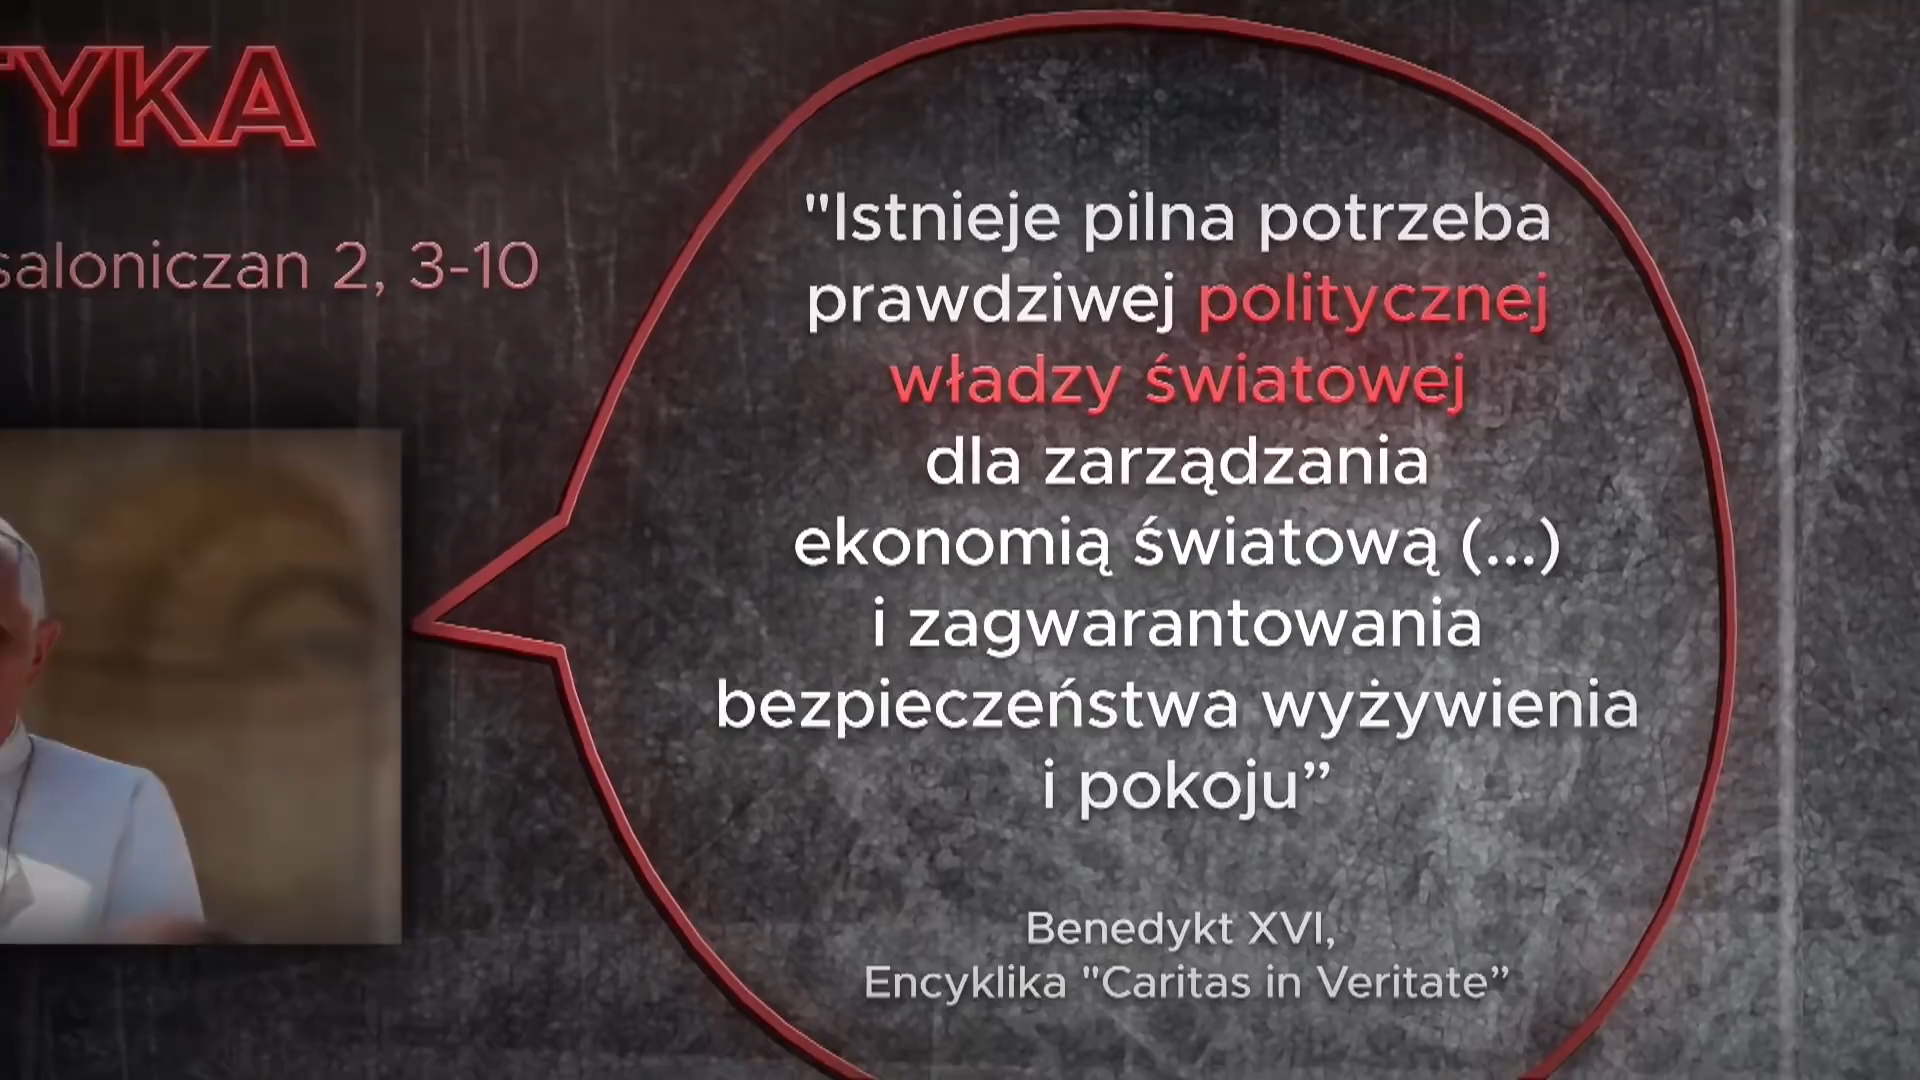 TYKA
saloniczan 2, 3-10
"Istnieje pilna potrzeba
prawdziwej politycznej
władzy światowej
dla zarządzania
ekonomią światową (...)
i zagwarantowania
bezpieczeństwa wyżywienia
i pokoju”
Benedykt XVI,
Encyklika "Caritas in Veritate”